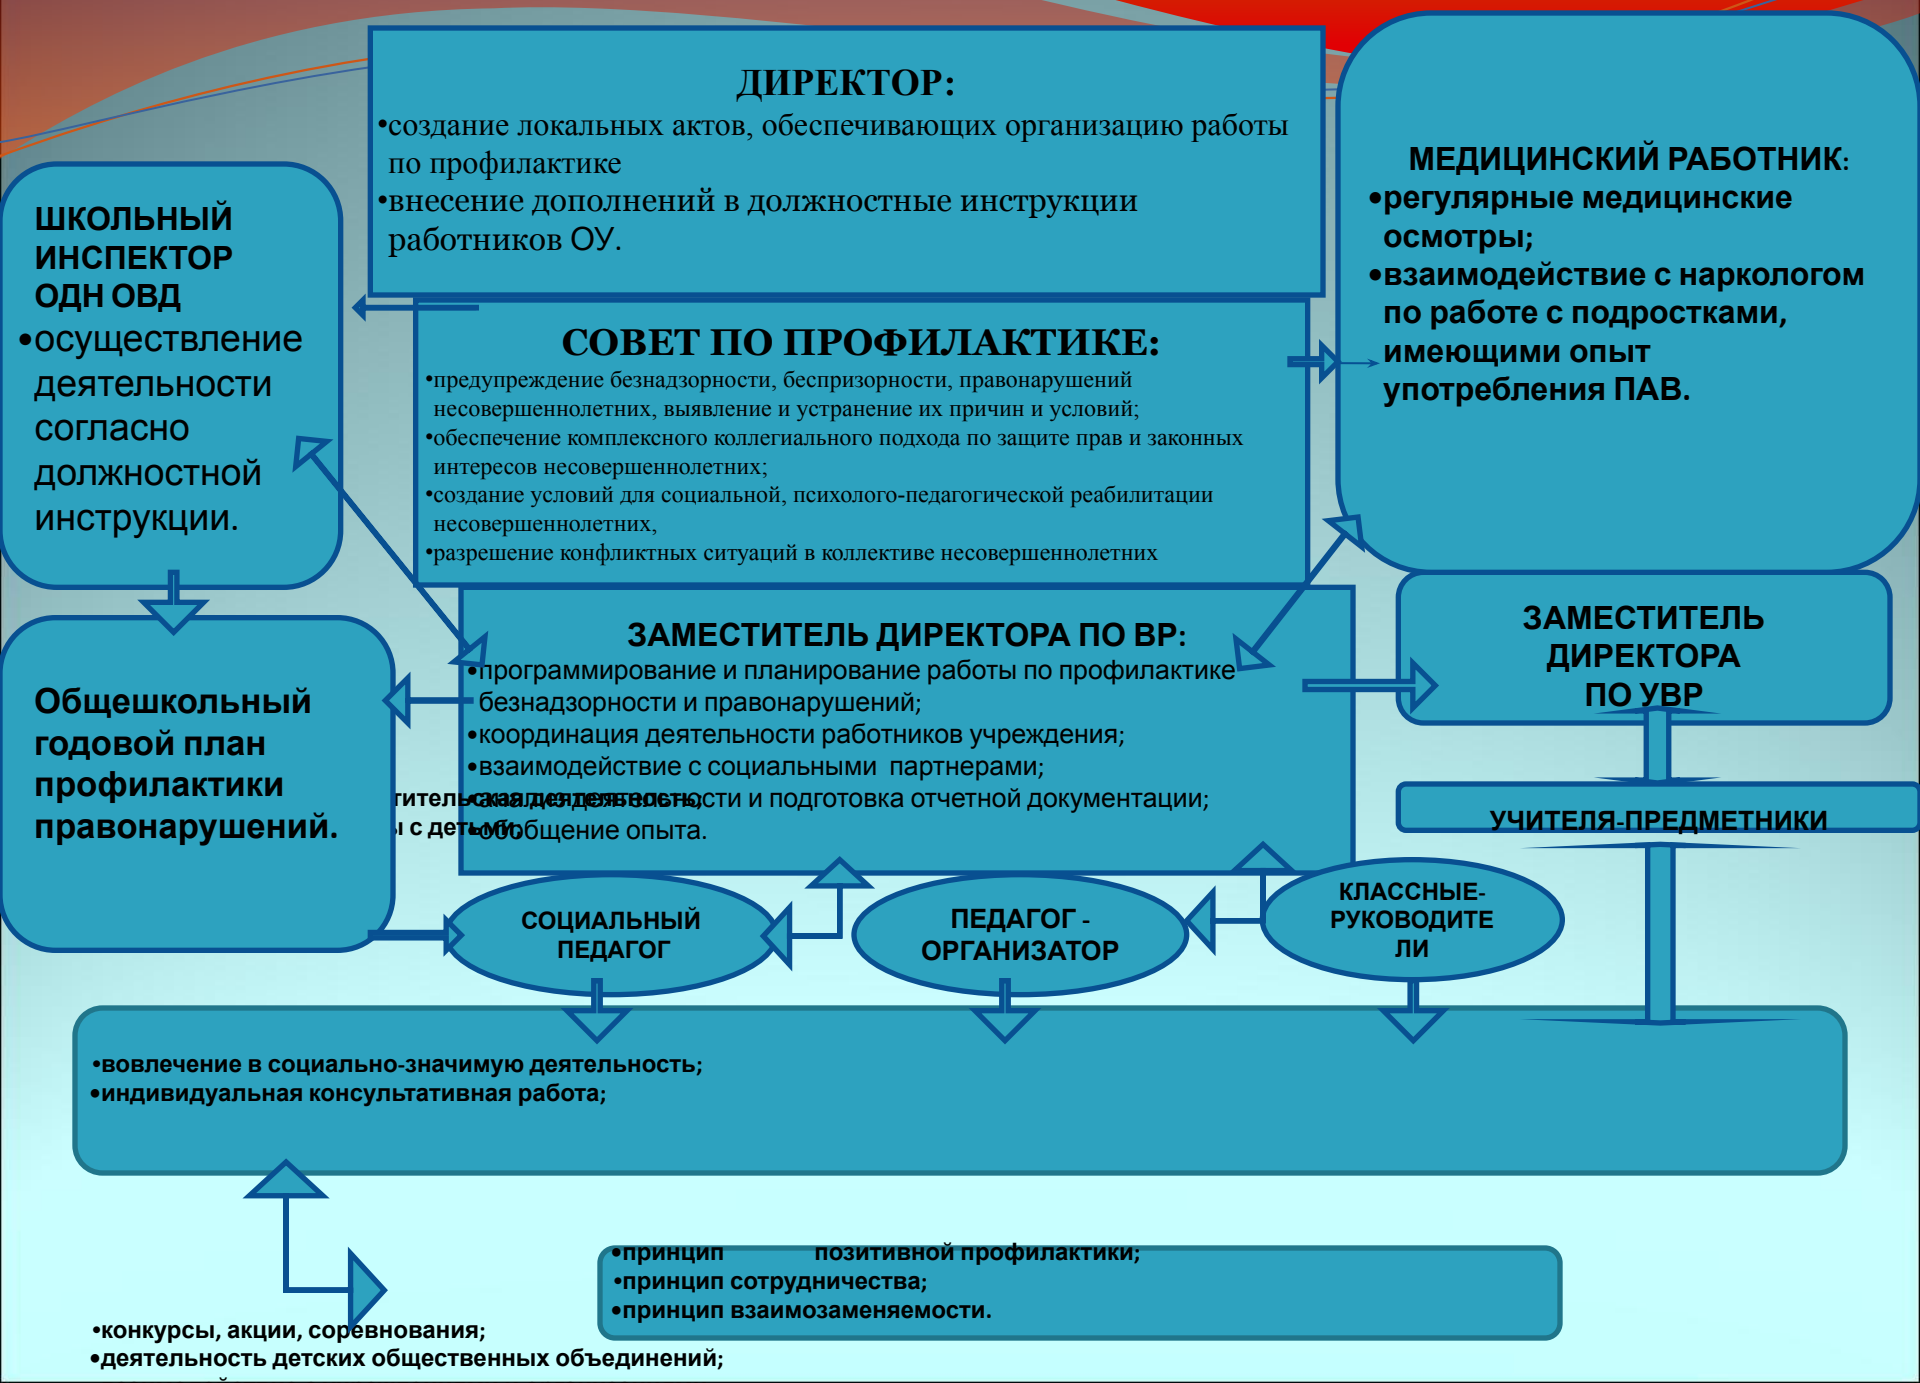 ДИРЕКТОР:
•создание локальных актов, обеспечивающих организацию работы
по профилактике
•внесение дополнений в должностные инструкции
работников ОУ.
МЕДИЦИНСКИЙ РАБОТНИК:
•регулярные медицинские
осмотры;
•взаимодействие с наркологом
по работе с подростками,
имеющими опыт
употребления ПАВ.
ШКОЛЬНЫЙ
ИНСПЕКТОР
ОДН ОВД
•осуществление
деятельности
согласно
должностной
инструкции.
СОВЕТ ПО ПРОФИЛАКТИКЕ:
•предупреждение безнадзорности, беспризорности, правонарушений
несовершеннолетних, выявление и устранение их причин и условий;
•обеспечение комплексного коллегиального подхода по защите прав и законных
интересов несовершеннолетних;
•создание условий для социальной, психолого-педагогической реабилитации
несовершеннолетних,
•разрешение конфликтных ситуаций в коллективе несовершеннолетних
ЗАМЕСТИТЕЛЬ ДИРЕКТОРА ПО ВР:
•программирование и планирование работы по профилактике
безнадзорности и правонарушений;
•координация деятельности работников учреждения;
•взаимодействие с социальными партнерами;
•анализ деятельности и подготовка отчетной документации;
•обобщение опыта.
ЗАМЕСТИТЕЛЬ
ДИРЕКТОРА
ПО УВР
Общешкольный
годовой план
профилактики
правонарушений.
УЧИТЕЛЯ-ПРЕДМЕТНИКИ
СОЦИАЛЬНЫЙ
ПЕДАГОГ
ПЕДАГОГ -
ОРГАНИЗАТОР
КЛАССНЫЕ-
РУКОВОДИТЕ
ЛИ
•вовлечение в социально-значимую деятельность;
•индивидуальная консультативная работа;
•принцип позитивной профилактики;
•принцип сотрудничества;
•принцип взаимозаменяемости.
•конкурсы, акции, соревнования;
•деятельность детских общественных объединений;